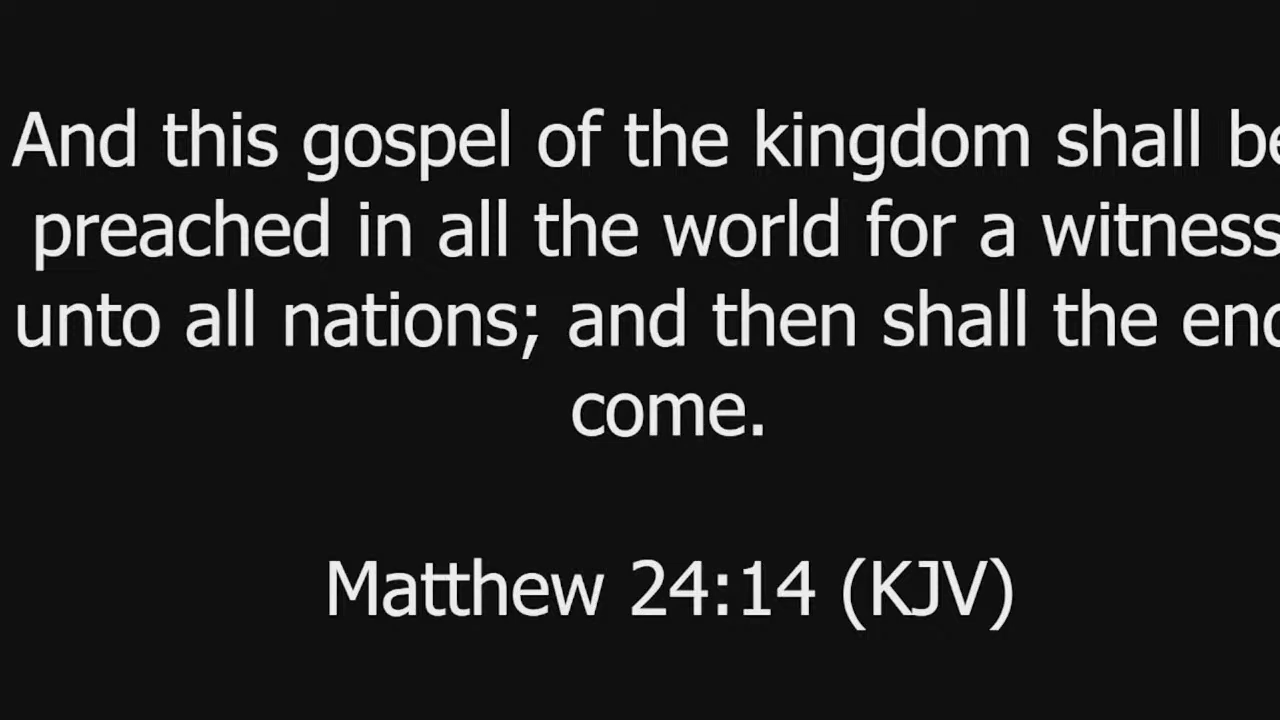 And this gospel of the kingdom shall be
preached in all the world for a witness
unto all nations; and then shall the end
come.
Matthew 24:14 (KJV)